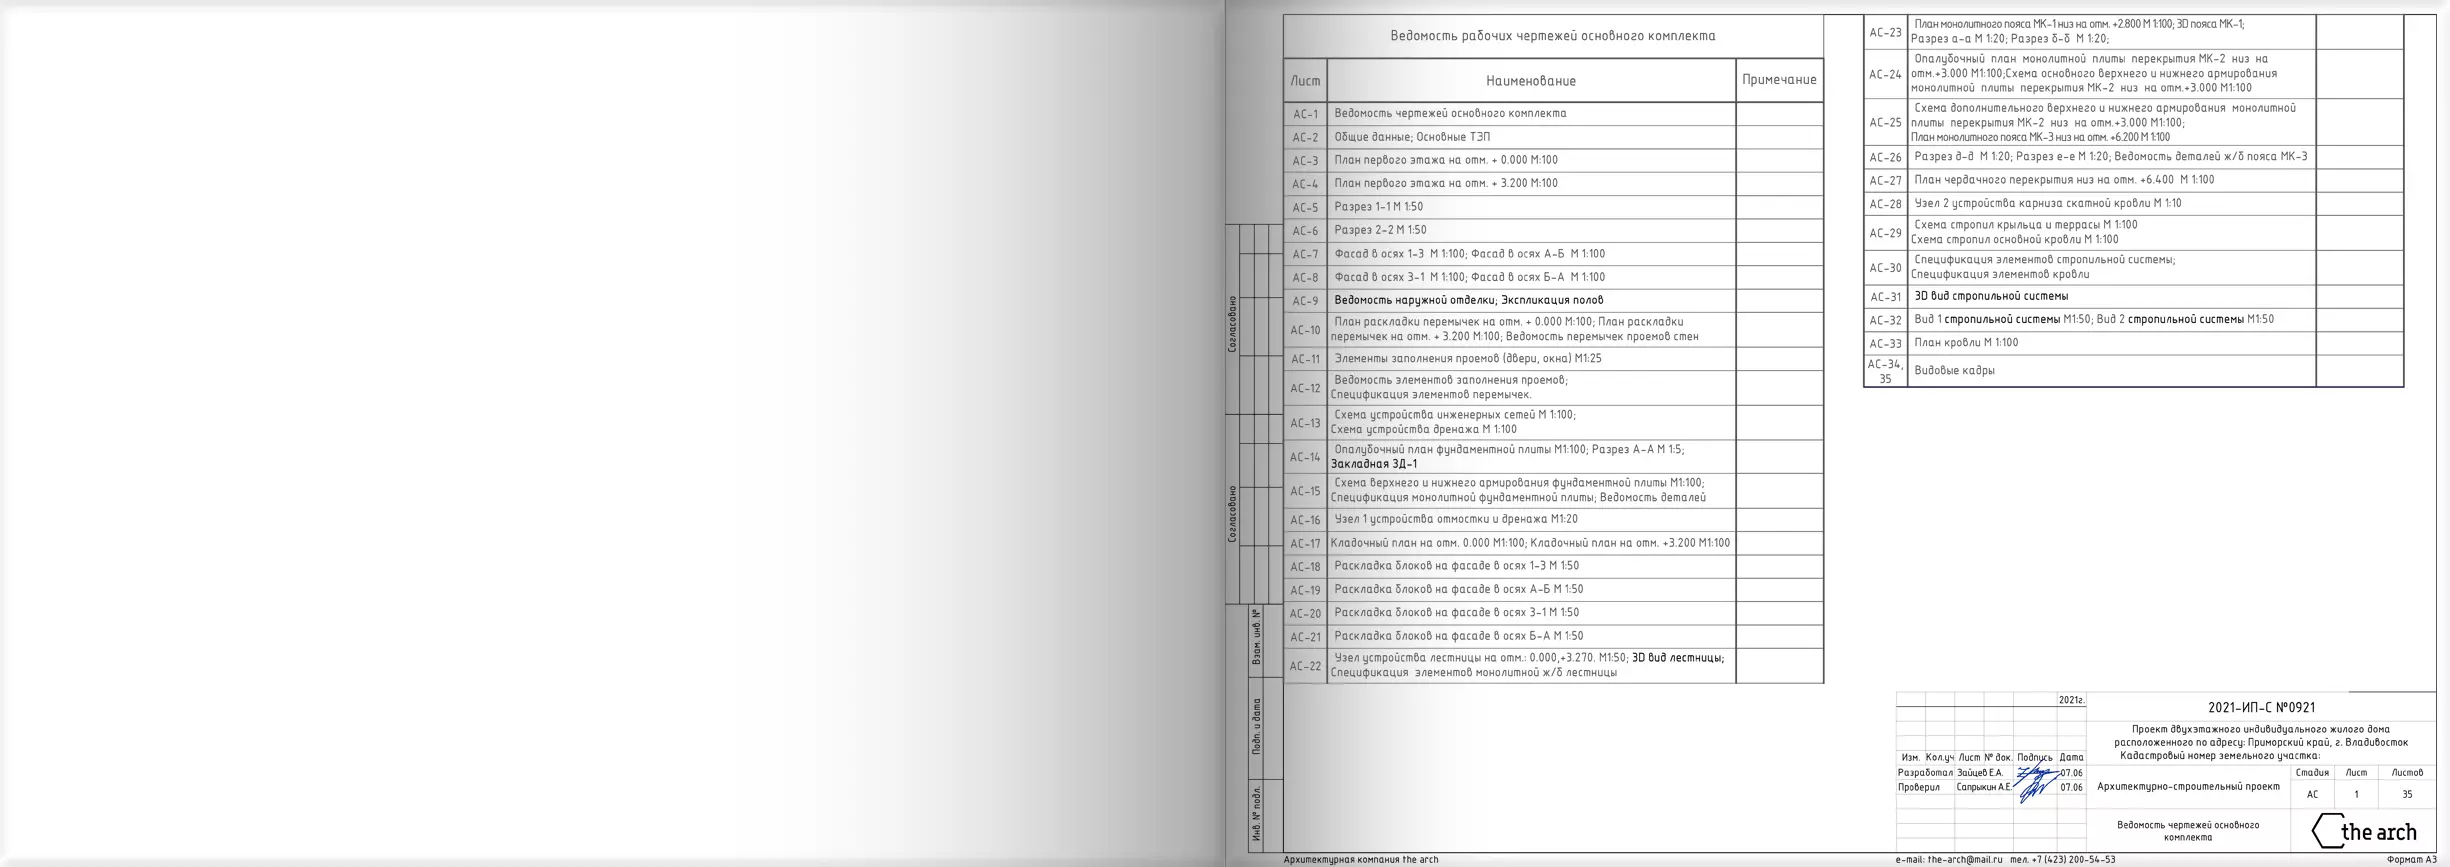 Ведомость рабочих чертежей основного комплекта
Лист Наименование Примечание
АС-1 Ведомость чертежей основного комплекта
АС-2 Общие данные; Основные ТЭП
АС-3 План первого этажа на отм. + 0.000 М:100
АС-4 План первого этажа на отм. + 3.200 М:100
АС-5 Разрез 1-1 М 1:50
АС-6 Разрез 2-2 М 1:50
АС-7 Фасад в осях 1-3 М 1:100; Фасад в осях А-Б М 1:100
АС-8 Фасад в осях 3-1 М 1:100; Фасад в осях Б-А М 1:100
АС-9 Ведомость наружной отделки; Экспликация полов
АС-10 План раскладки перемычек на отм. + 0.000 М:100; План раскладки
перемычек на отм. + 3.200 М:100; Ведомость перемычек проемов стен
АС-11 Элементы заполнения проемов (двери, окна) М1:25
АС-12 Ведомость элементов заполнения проемов;
Спецификация элементов перемычек.
АС-13 Схема устройства инженерных сетей М 1:100;
Схема устройства дренажа М 1:100
АС-14 Опалубочный план фундаментной плиты М1:100; Разрез А-А М 1:5;
Закладная ЗД-1
АС-15 Схема верхнего и нижнего армирования фундаментной плиты М1:100;
Спецификация монолитной фундаментной плиты; Ведомость деталей
АС-16 Узел 1 устройства отмостки и дренажа М1:20
АС-17 Кладочный план на отм. 0.000 М1:100; Кладочный план на отм. +3.200 М1:100
АС-18 Раскладка блоков на фасаде в осях 1-3 М 1:50
АС-19 Раскладка блоков на фасаде в осях А-Б М 1:50
АС-20 Раскладка блоков на фасаде в осях 3-1 М 1:50
АС-21 Раскладка блоков на фасаде в осях Б-А М 1:50
АС-22 Узел устройства лестницы на отм.: 0.000,+3.270. М1:50; 3D вид лестницы;
Спецификация элементов монолитной ж/б лестницы
АС-23 План монолитного пояса МК-1 низ на отм. +2.800 М 1:100; 3D пояса МК-1;
Разрез а-а М 1:20; Разрез б-б М 1:20;
АС-24 Опалубочный план монолитной плиты перекрытия МК-2 низ на
отм.+3.000 М1:100;Схема основного верхнего и нижнего армирования
монолитной плиты перекрытия МК-2 низ на отм.+3.000 М1:100
АС-25 Схема дополнительного верхнего и нижнего армирования монолитной
плиты перекрытия МК-2 низ на отм.+3.000 М1:100;
План монолитного пояса МК-3 низ на отм. +6.200 М 1:100
АС-26 Разрез д-д М 1:20; Разрез е-е М 1:20; Ведомость деталей ж/б пояса МК-3
АС-27 План чердачного перекрытия низ на отм. +6.400 М 1:100
АС-28 Узел 2 устройства карниза скатной кровли М 1:10
АС-29 Схема стропил крыльца и террасы М 1:100
Схема стропил основной кровли М 1:100
АС-30 Спецификация элементов стропильной системы;
Спецификация элементов кровли
АС-31 3D вид стропильной системы
АС-32 Вид 1 стропильной системы М1:50; Вид 2 стропильной системы М1:50
АС-33 План кровли М 1:100
АС-34, 35 Видовые кадры
Согласовано
Согласовано
Взам. инв. №
Подп. и дата
Инв. № подл.
2021г.
2021-ИП-С №0921
Проект двухэтажного индивидуального жилого дома
расположенного по адресу: Приморский край, г. Владивосток
Кадастровый номер земельного участка:
Изм. Кол.уч Лист № док. Подпись Дата
Разработал Зайцев Е.А. 07.06
Проверил Сапрыкин А.Е. 07.06
Архитектурно-строительный проект
Стадия Лист Листов
АС 1 35
Ведомость чертежей основного
комплекта
the arch
Архитектурная компания the arch
e-mail: the-arch@mail.ru тел. +7 (423) 200-54-53
Формат А3